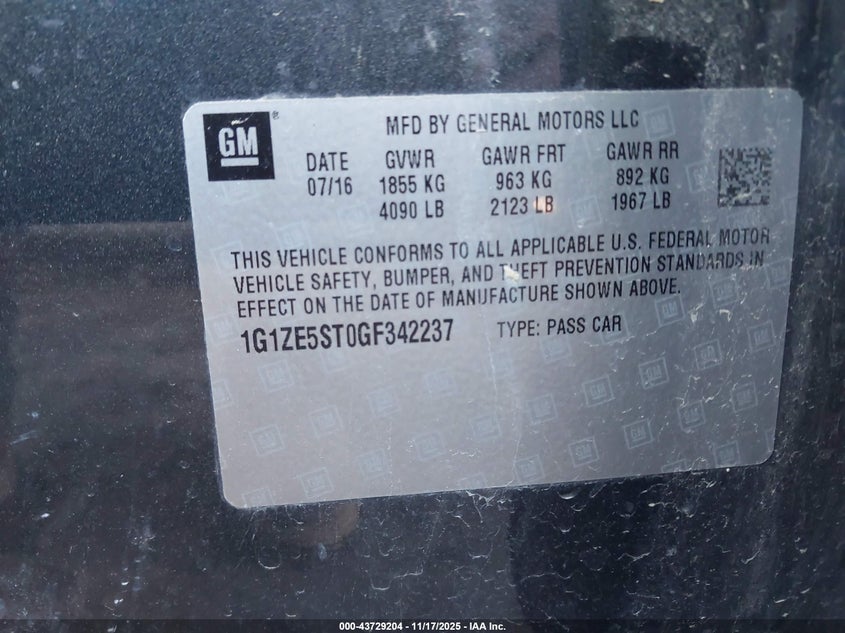 GM ®
MFD BY GENERAL MOTORS LLC
DATE GVWR GAWR FRT GAWR RR
07/16 1855 KG 963 KG 892 KG
4090 LB 2123 LB 1967 LB
THIS VEHICLE CONFORMS TO ALL APPLICABLE U.S. FEDERAL MOTOR
VEHICLE SAFETY, BUMPER, AND THEFT PREVENTION STANDARDS IN
EFFECT ON THE DATE OF MANUFACTURE SHOWN ABOVE.
1G1ZE5ST0GF342237 TYPE: PASS CAR
000-43729204 - 11/17/2025 - IAA Inc.